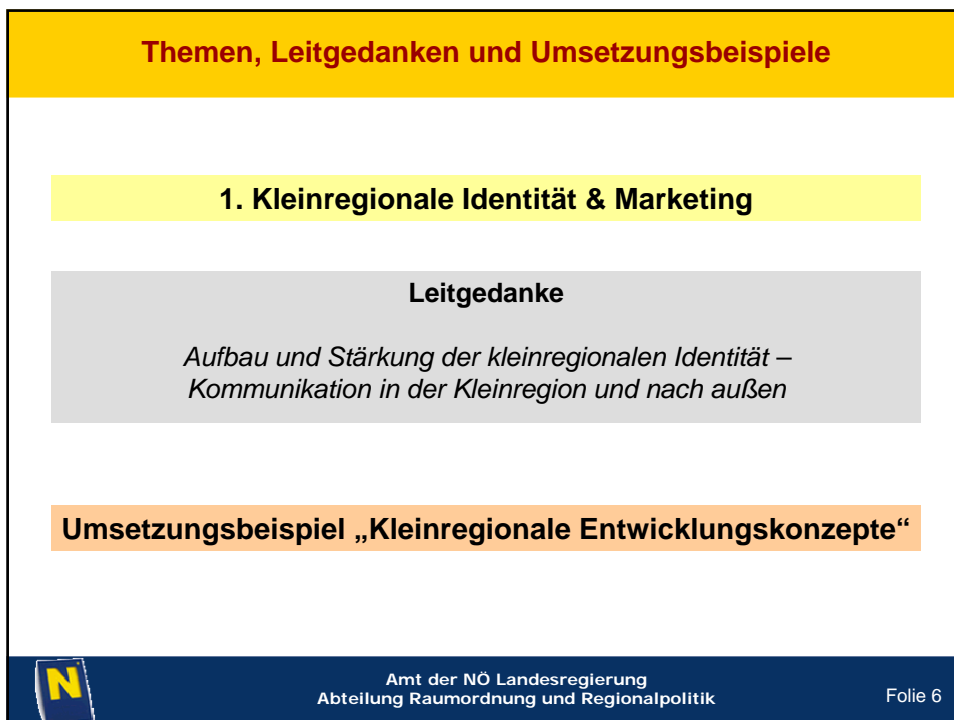 Themen, Leitgedanken und Umsetzungsbeispiele
1. Kleinregionale Identität & Marketing
Leitgedanke
Aufbau und Stärkung der kleinregionalen Identität –
Kommunikation in der Kleinregion und nach außen
Umsetzungsbeispiel „Kleinregionale Entwicklungskonzepte“
N
Amt der NÖ Landesregierung
Abteilung Raumordnung und Regionalpolitik
Folie 6